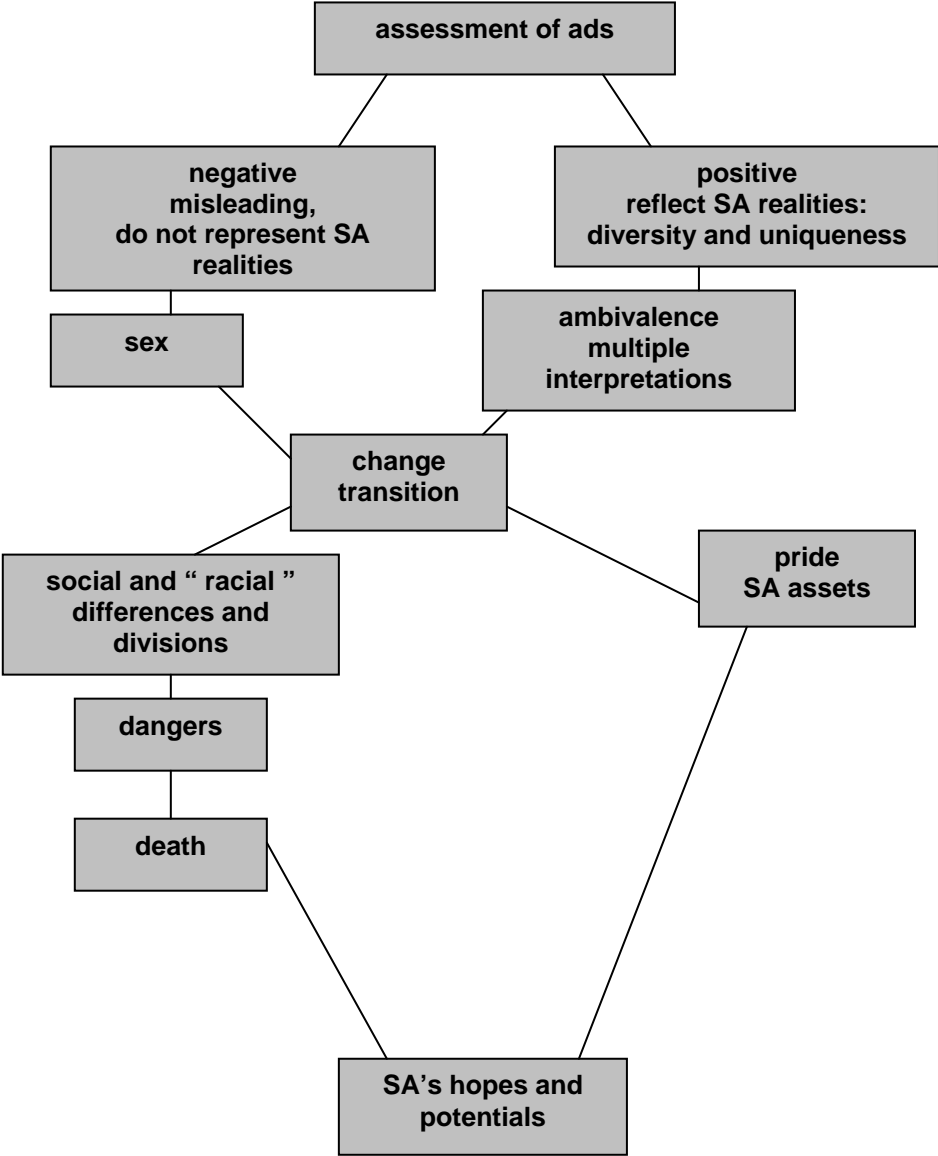 assessment of ads
negative
misleading,
do not represent SA
realities
positive
reflect SA realities:
diversity and uniqueness
sex
ambivalence
multiple
interpretations
change
transition
social and “ racial ”
differences and
divisions
pride
SA assets
dangers
death
SA’s hopes and
potentials